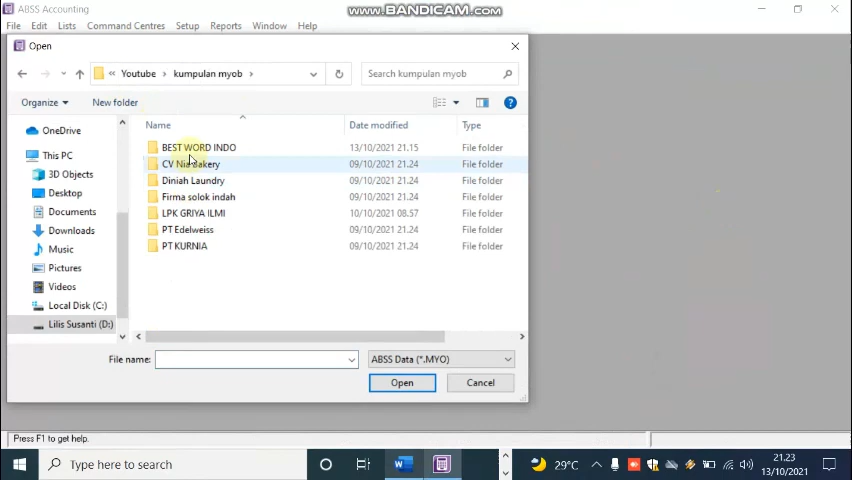 ABSS Accounting
www.BANDICAM.com
File Edit Lists Command Centres Setup Reports Window Help
Open
« Youtube › kumpulan myob ›
Search kumpulan myob
Organize
New folder
Name Date modified Type
OneDrive
This PC
3D Objects
Desktop
Documents
Downloads
Music
Pictures
Videos
Local Disk (C:)
Lilis Susanti (D:)
BEST WORD INDO 13/10/2021 21.15 File folder
CV Nia Bakery 09/10/2021 21.24 File folder
Diniah Laundry 09/10/2021 21.24 File folder
Firma solok indah 09/10/2021 21.24 File folder
LPK GRIYA ILMI 10/10/2021 08.57 File folder
PT Edelweiss 09/10/2021 21.24 File folder
PT KURNIA 09/10/2021 21.24 File folder
File name:
ABSS Data (*.MYO)
Open Cancel
Press F1 to get help.
Type here to search
29°C
21.23
13/10/2021